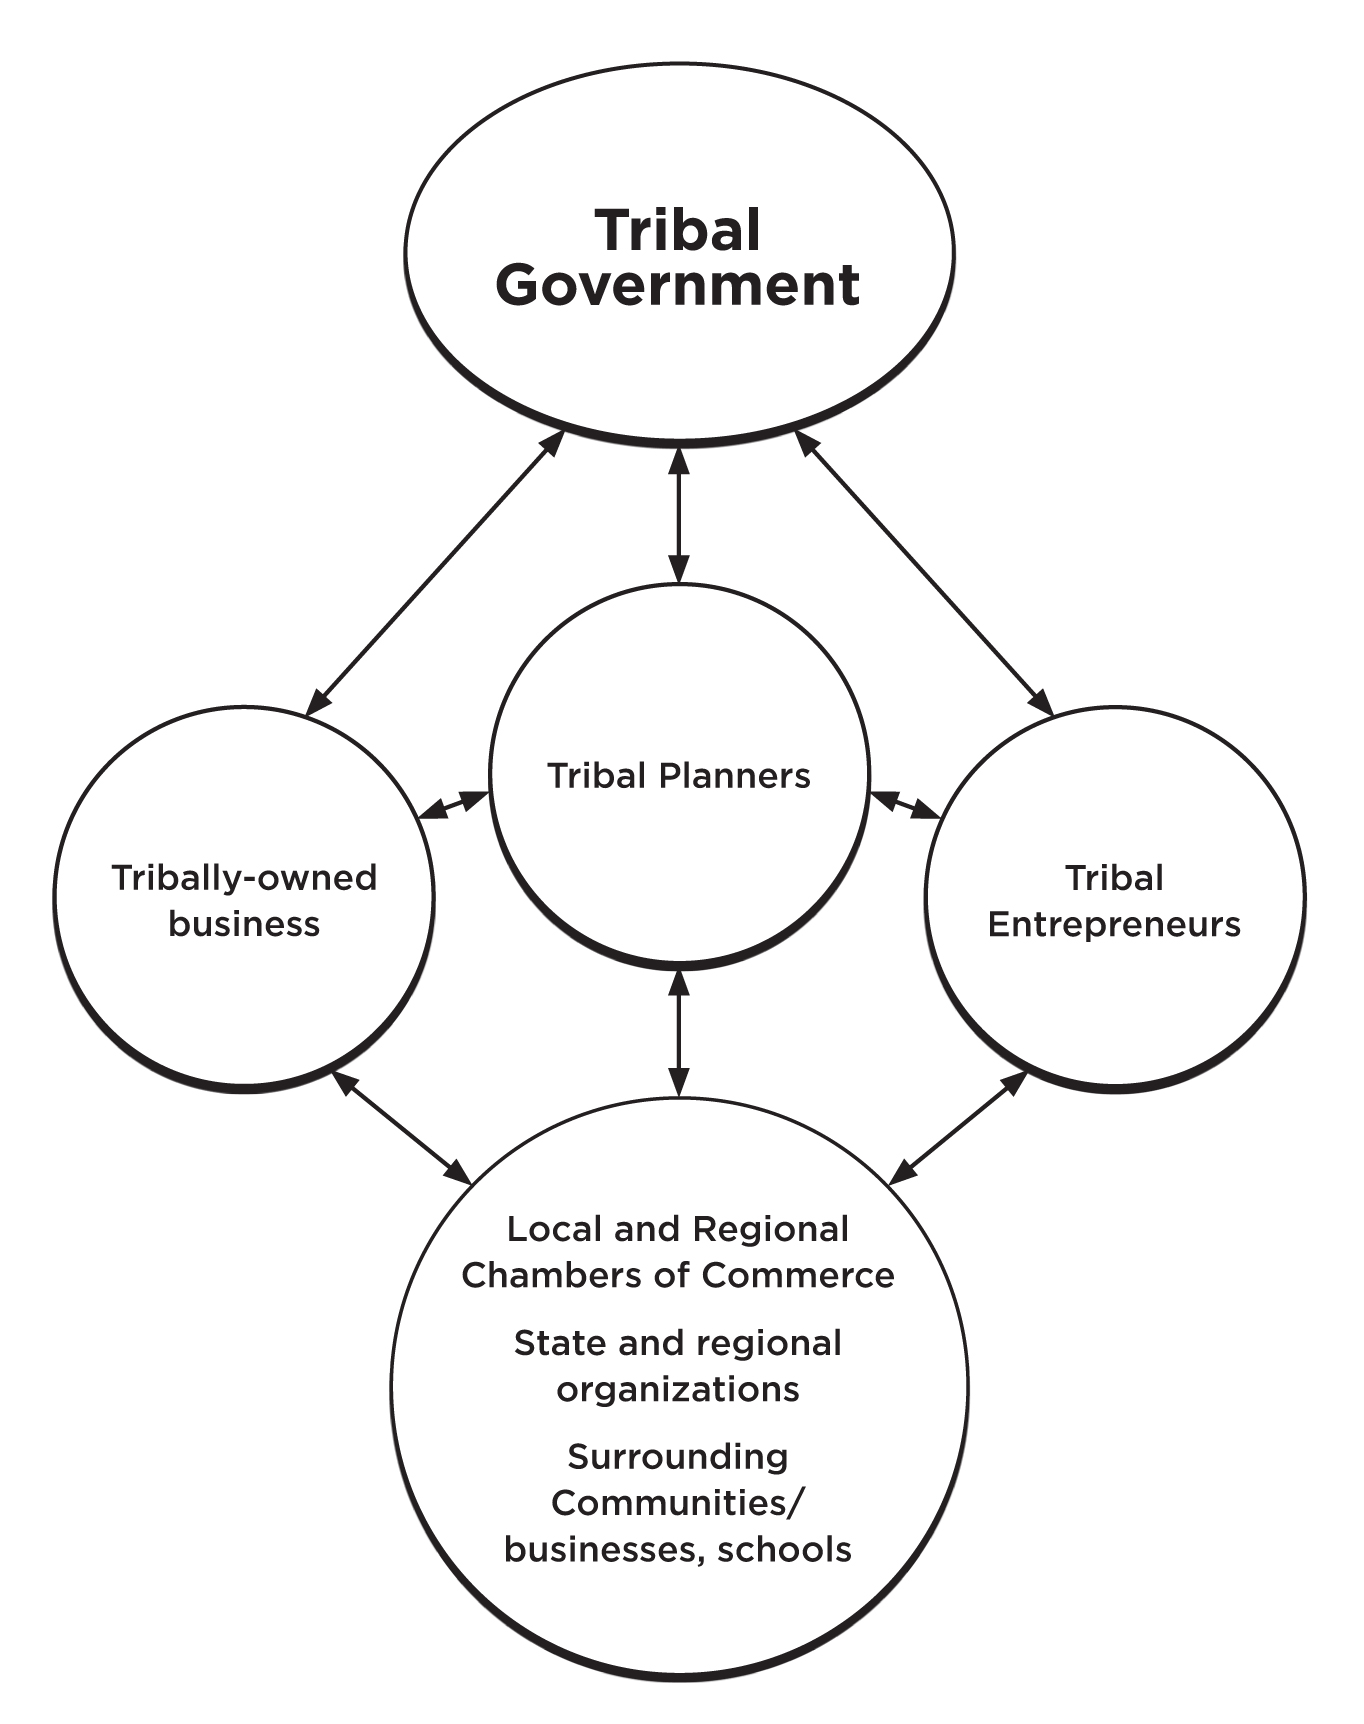 Tribal
Government
Tribal Planners
Tribally-owned
business
Tribal
Entrepreneurs
Local and Regional
Chambers of Commerce
State and regional
organizations
Surrounding
Communities/
businesses, schools